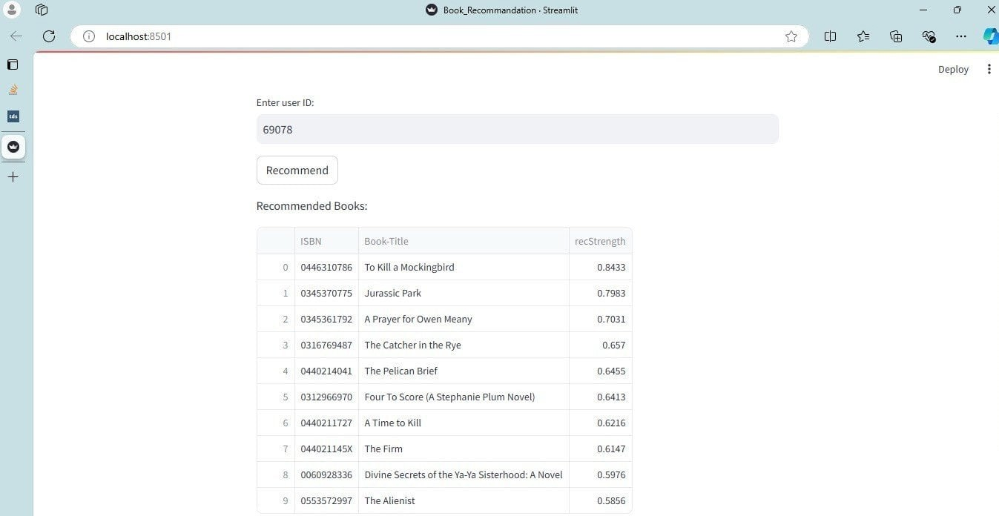 Book_Recommandation · Streamlit
localhost:8501
tds
Deploy
Enter user ID:
69078
Recommend
Recommended Books:
ISBN Book-Title recStrength
0 0446310786 To Kill a Mockingbird 0.8433
1 0345370775 Jurassic Park 0.7983
2 0345361792 A Prayer for Owen Meany 0.7031
3 0316769487 The Catcher in the Rye 0.657
4 0440214041 The Pelican Brief 0.6455
5 0312966970 Four To Score (A Stephanie Plum Novel) 0.6413
6 0440211727 A Time to Kill 0.6216
7 044021145X The Firm 0.6147
8 0060928336 Divine Secrets of the Ya-Ya Sisterhood: A Novel 0.5976
9 0553572997 The Alienist 0.5856